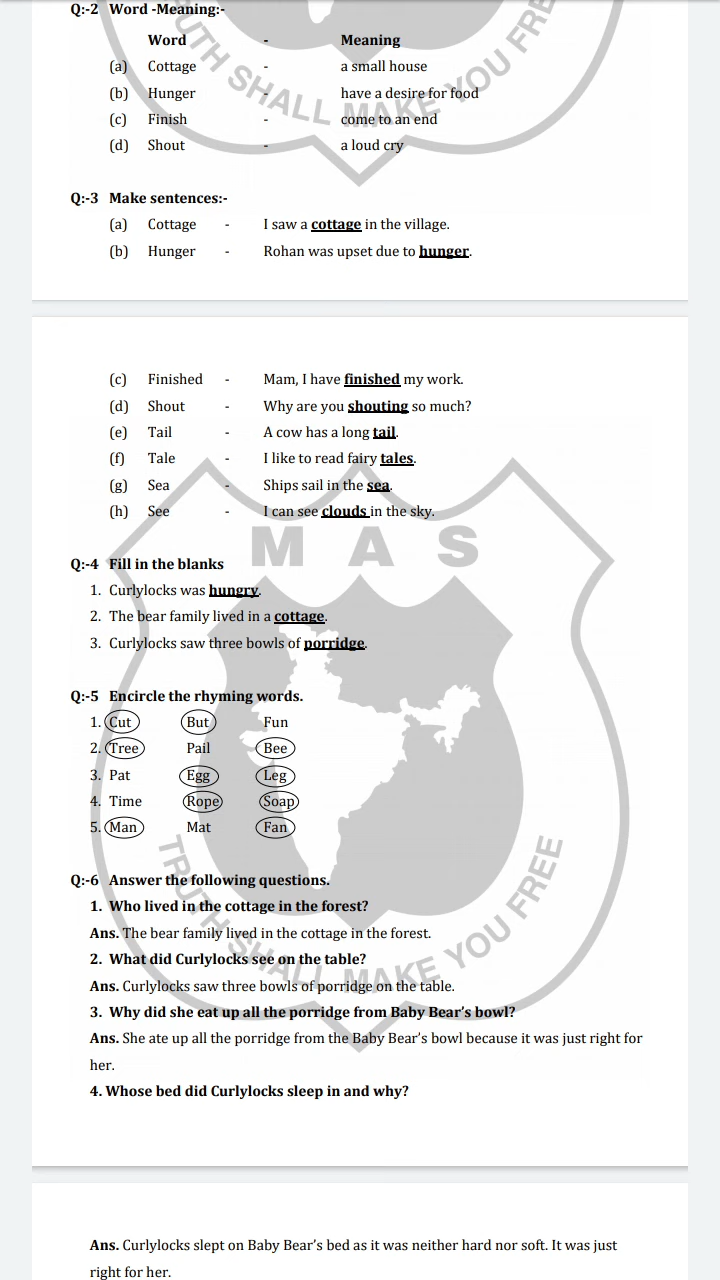 Q:-2 Word -Meaning:-
Word - Meaning
(a) Cottage - a small house
(b) Hunger - have a desire for food
(c) Finish - come to an end
(d) Shout - a loud cry
TRUTH SHALL MAKE YOU FREE
Q:-3 Make sentences:-
(a) Cottage - I saw a cottage in the village.
(b) Hunger - Rohan was upset due to hunger.
(c) Finished - Mam, I have finished my work.
(d) Shout - Why are you shouting so much?
(e) Tail - A cow has a long tail.
(f) Tale - I like to read fairy tales.
(g) Sea - Ships sail in the sea.
(h) See - I can see clouds in the sky.
M A S
Q:-4 Fill in the blanks
1. Curlylocks was hungry.
2. The bear family lived in a cottage.
3. Curlylocks saw three bowls of porridge.
Q:-5 Encircle the rhyming words.
1. Cut But Fun
2. Tree Pail Bee
3. Pat Egg Leg
4. Time Rope Soap
5. Man Mat Fan
Q:-6 Answer the following questions.
1. Who lived in the cottage in the forest?
Ans. The bear family lived in the cottage in the forest.
2. What did Curlylocks see on the table?
Ans. Curlylocks saw three bowls of porridge on the table.
3. Why did she eat up all the porridge from Baby Bear's bowl?
Ans. She ate up all the porridge from the Baby Bear's bowl because it was just right for
her.
4. Whose bed did Curlylocks sleep in and why?
TRUTH SHALL MAKE YOU FREE
Ans. Curlylocks slept on Baby Bear's bed as it was neither hard nor soft. It was just
right for her.